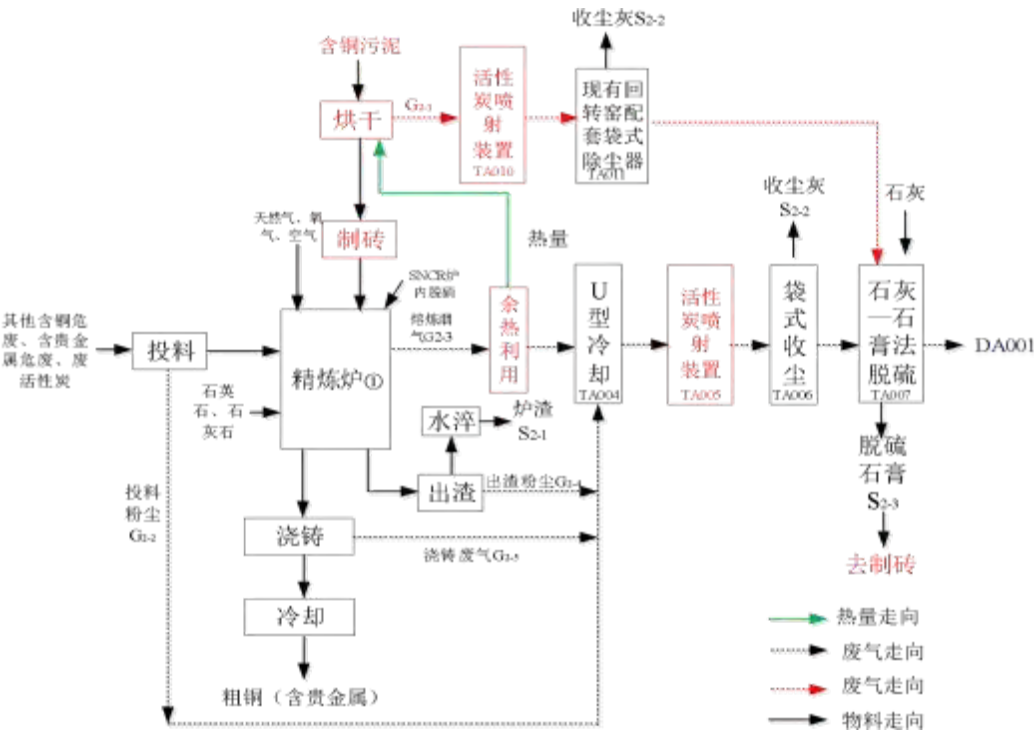 收尘灰S2-2
含铜污泥
烘干
G2-1
活性
炭喷
射
装置
TA010
现有回
转窑配
套袋式
除尘器
TA011
收尘灰
S2-2
石灰
天然气、氧
气、空气
制砖
热量
SNCR炉
内脱硝
熔炼烟
气G2-3
余
热
利
用
U
型
冷
却
TA004
活性
炭喷
射
装置
TA005
袋
式
收
尘
TA006
石灰
—石
膏法
脱硫
TA007
DA001
其他含铜危
废、含贵金
属危废、废
活性炭
投料
精炼炉①
石英
石、石
灰石
水淬
炉渣
S2-1
出渣
出渣粉尘G2-4
脱硫
石膏
S2-3
去制砖
投料
粉尘
G2-2
浇铸
浇铸废气G2-5
冷却
粗铜（含贵金属）
热量走向
废气走向
废气走向
物料走向